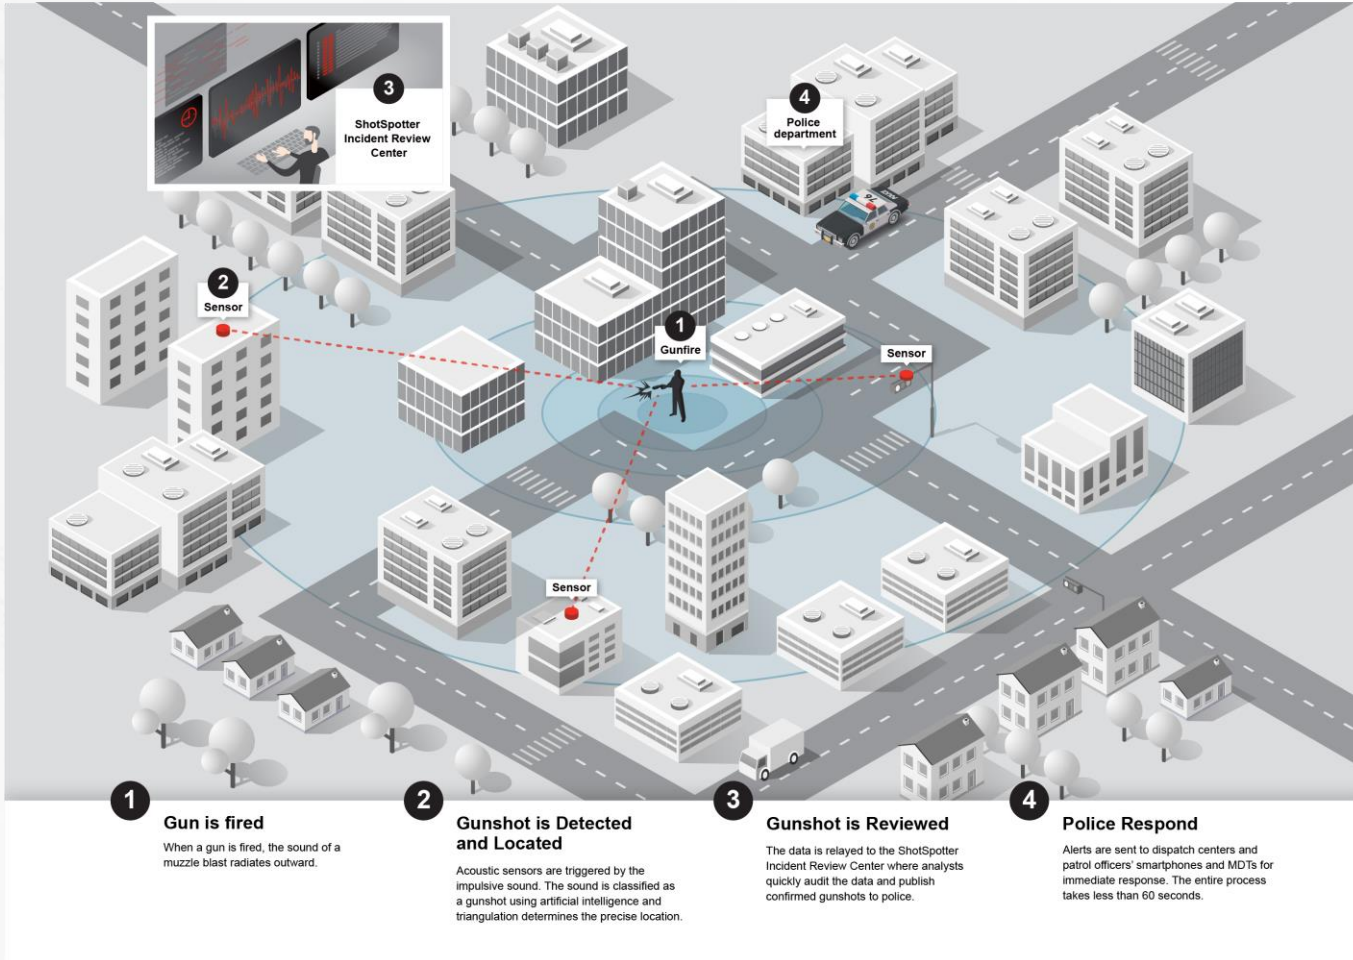 3
ShotSpotter
Incident Review
Center
4
Police
department
2
Sensor
1
Gunfire
Sensor
Sensor
76
1
Gun is fired
When a gun is fired, the sound of a
muzzle blast radiates outward.
2
Gunshot is Detected
and Located
Acoustic sensors are triggered by the
impulsive sound. The sound is classified as
a gunshot using artificial intelligence and
triangulation determines the precise location.
3
Gunshot is Reviewed
The data is relayed to the ShotSpotter
Incident Review Center where analysts
quickly audit the data and publish
confirmed gunshots to police.
4
Police Respond
Alerts are sent to dispatch centers and
patrol officers' smartphones and MDTs for
immediate response. The entire process
takes less than 60 seconds.